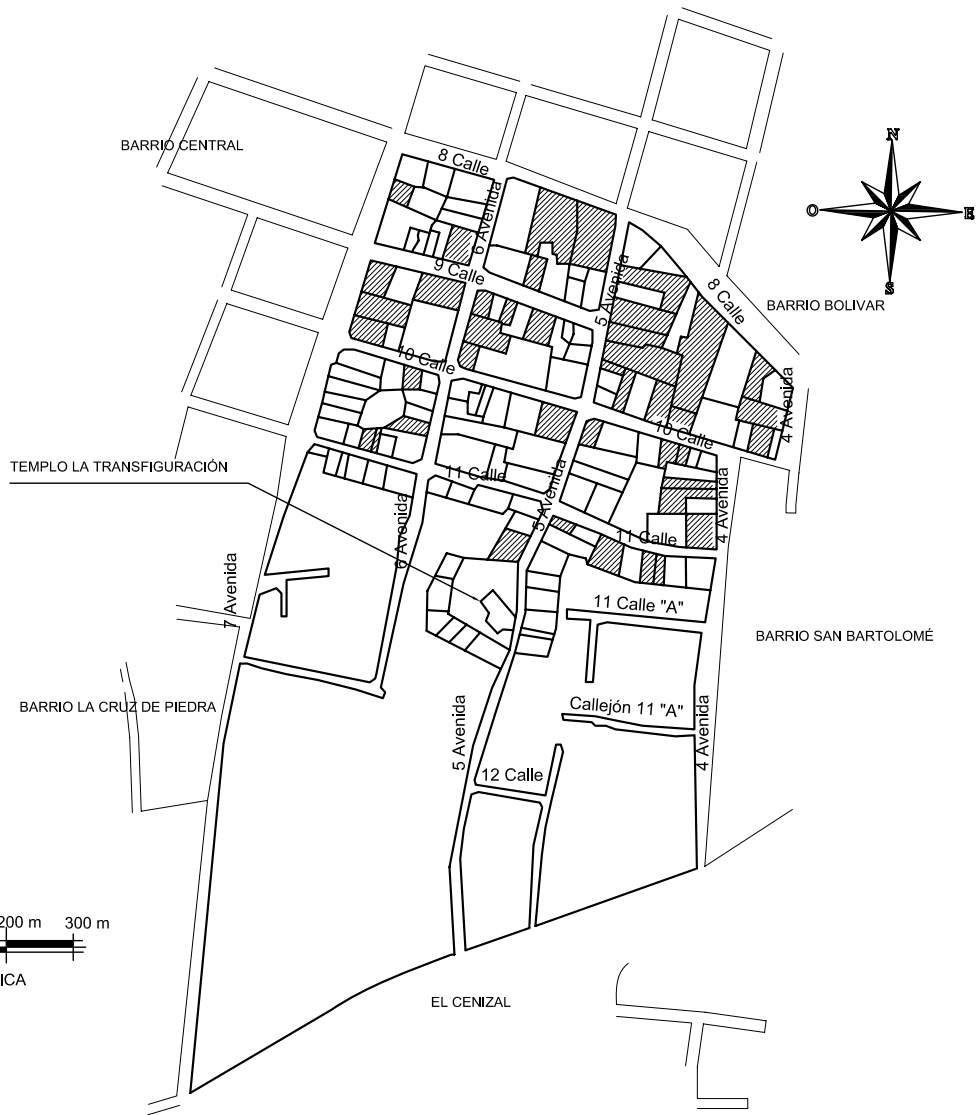 BARRIO CENTRAL
8 Calle
N
O
E
S
6 Avenida
9 Calle
5 Avenida
8 Calle
BARRIO BOLIVAR
10 Calle
4 Avenida
10 Calle
TEMPLO LA TRANSFIGURACIÓN
11 Calle
5 Avenida
4 Avenida
6 Avenida
11 Calle
7 Avenida
11 Calle "A"
BARRIO SAN BARTOLOMÉ
BARRIO LA CRUZ DE PIEDRA
Callejón 11 "A"
5 Avenida
4 Avenida
12 Calle
200 m
300 m
ICA
EL CENIZAL